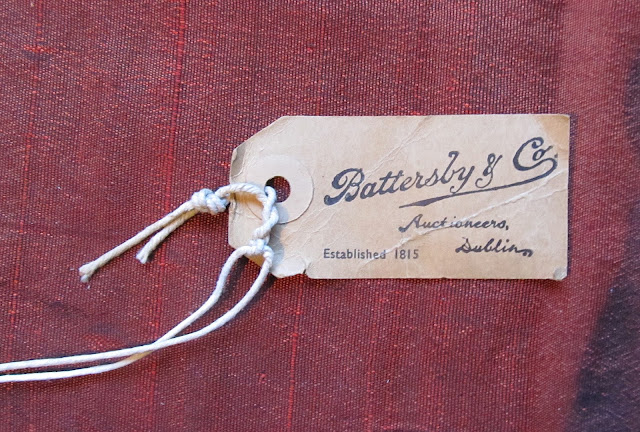 Battersby & Co.
Auctioneers,
Dublin
Established 1815